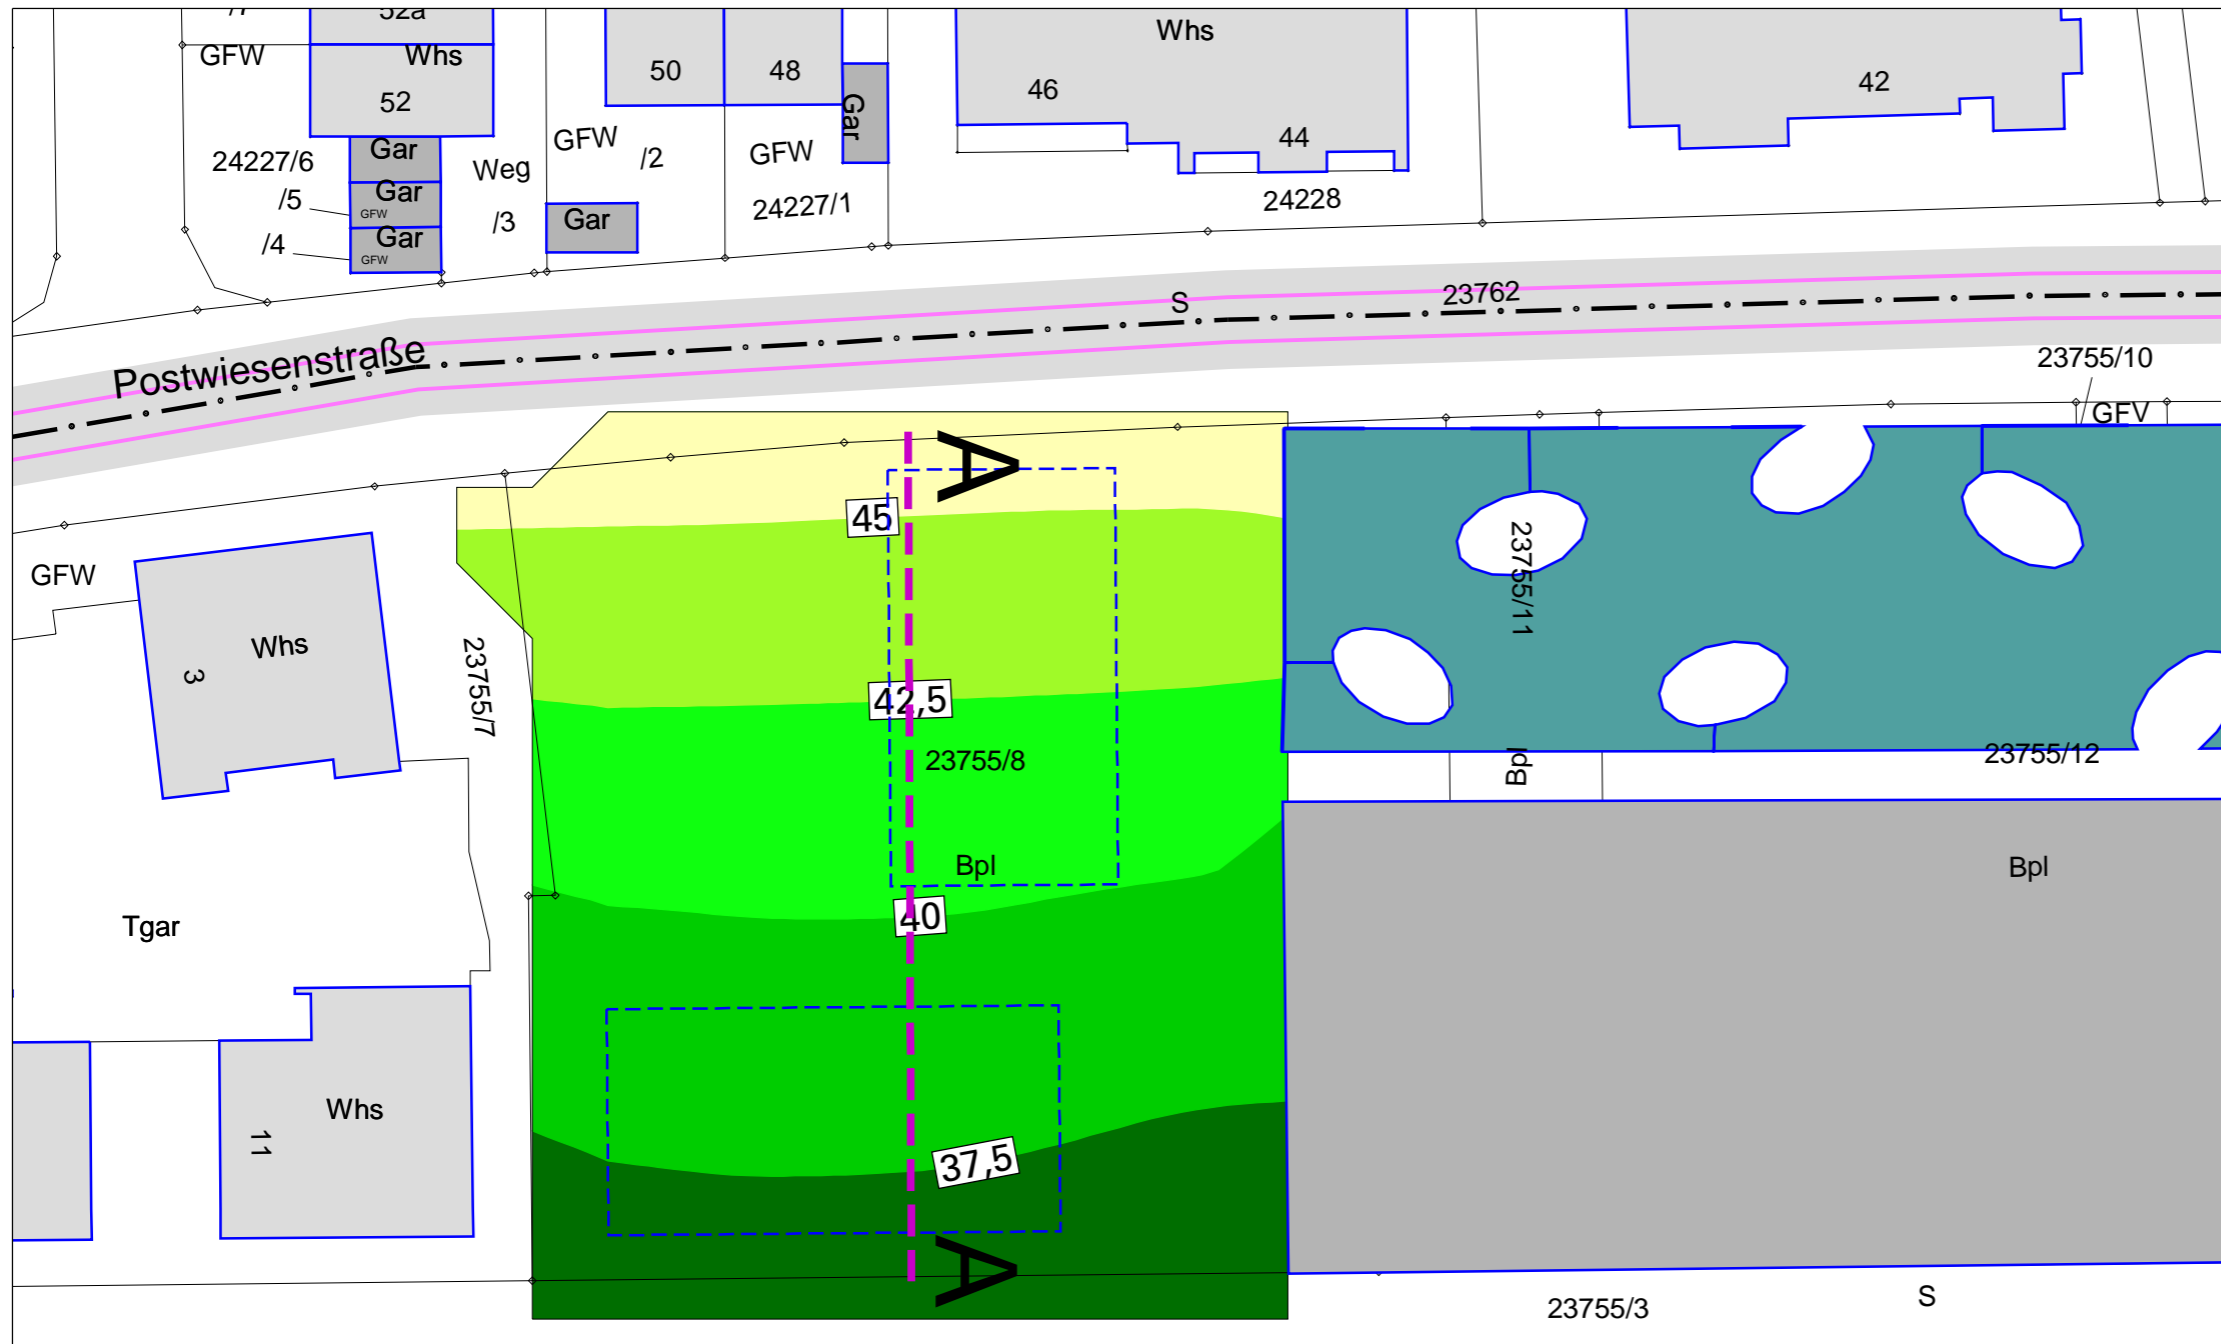 /7
52a
GFW
Whs
52
50
48
Gar
Whs
46
44
42
24227/6
Gar
Weg
GFW
/2
GFW
24227/1
24228
/5
Gar
GFW
/3
Gar
/4
Gar
GFW
S
23762
Postwiesenstraße
23755/10
GFV
A
45
GFW
Whs
3
23755/7
42,5
23755/8
23755/11
Bpl
23755/12
Bpl
Bpl
40
Tgar
Whs
11
37,5
A
23755/3
S